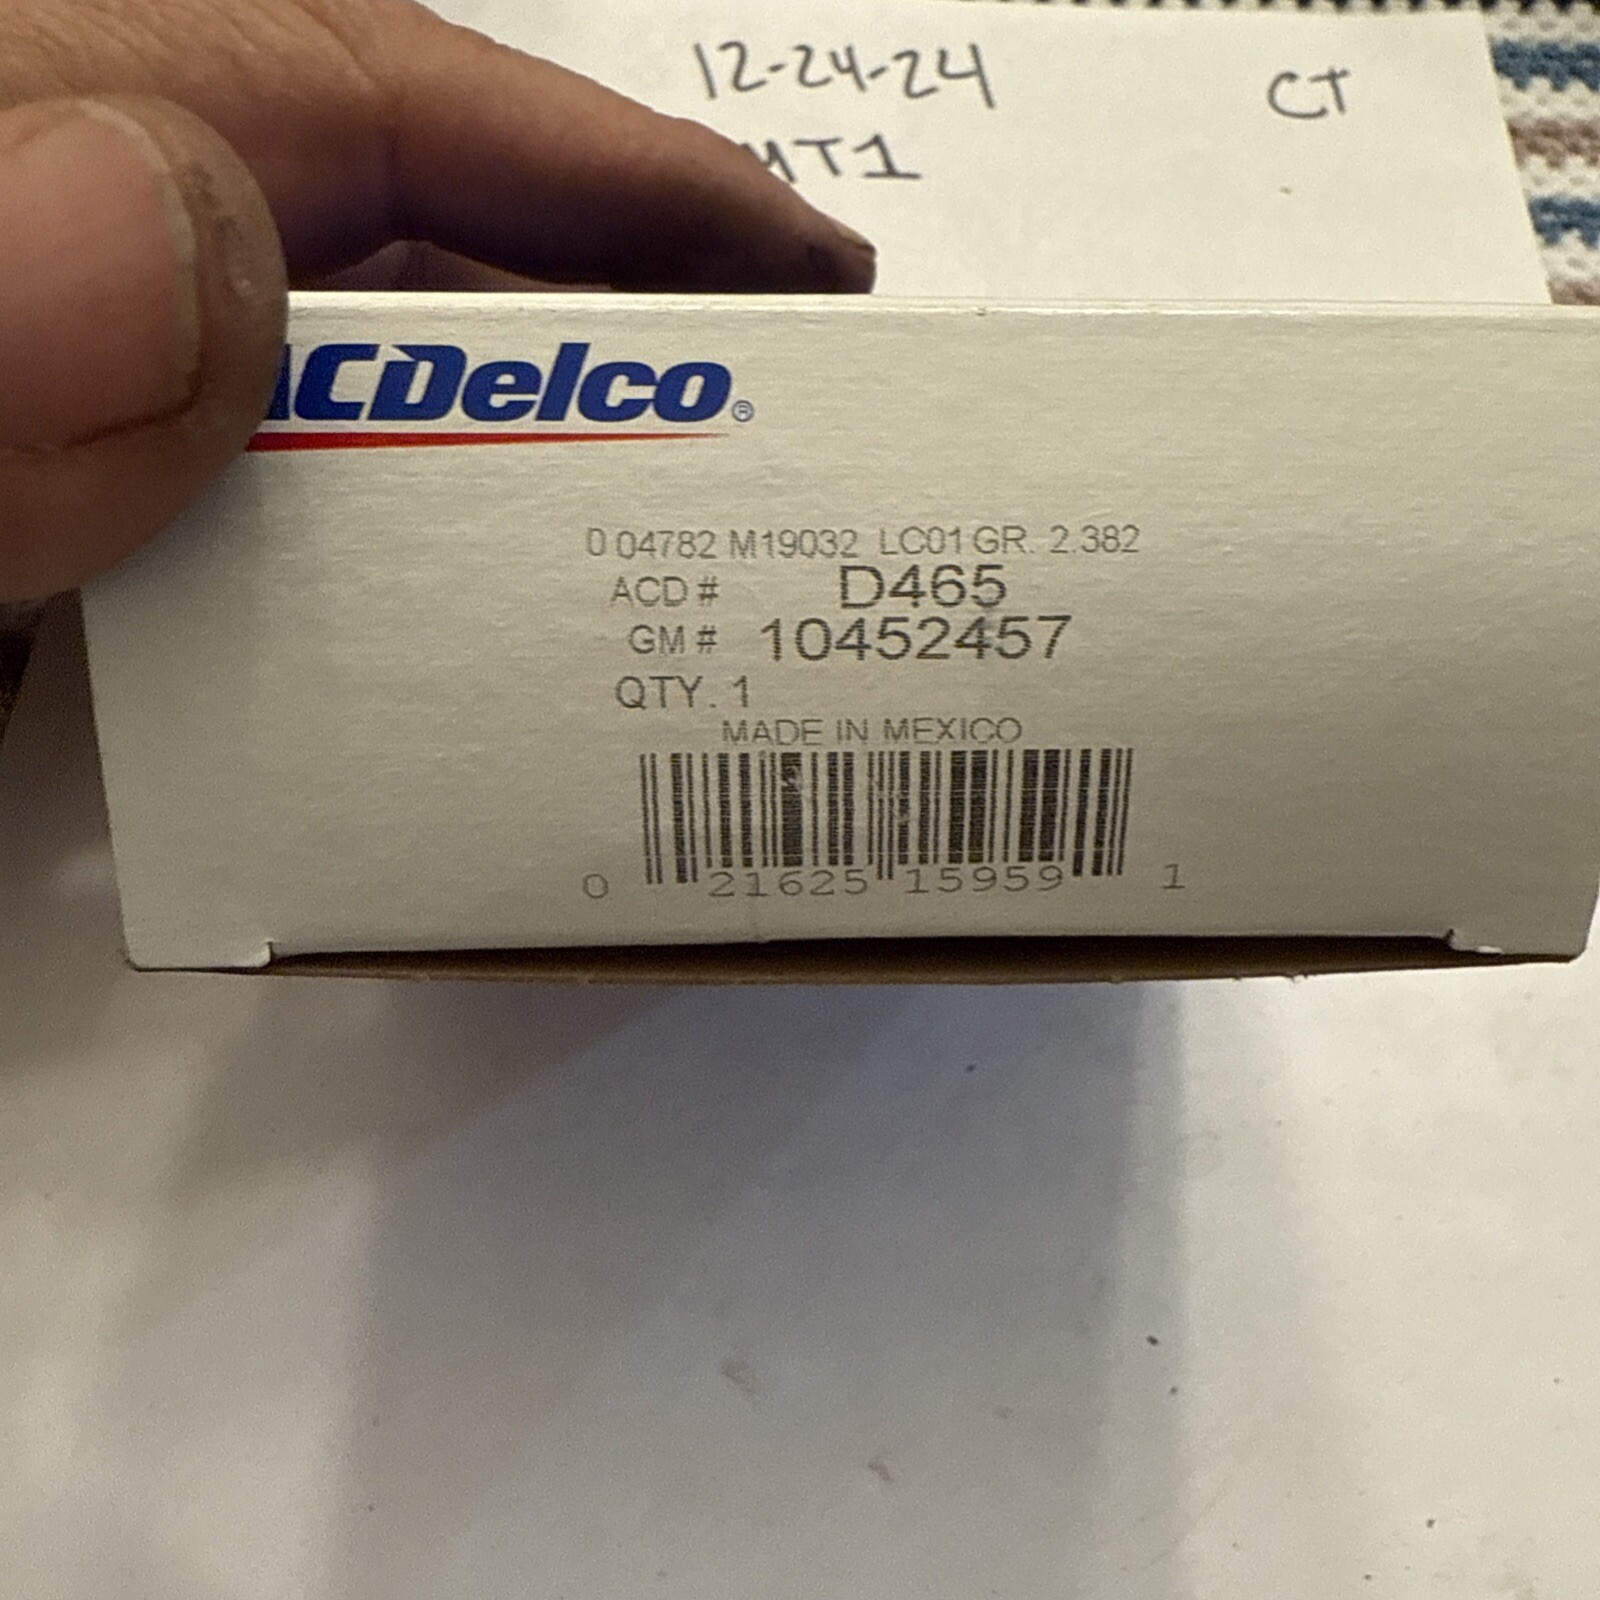 12-24-24 CT
MT1
ACDelco®
0 04782 M19032 LC01 GR. 2.382
ACD # D465
GM # 10452457
QTY. 1
MADE IN MEXICO
0 21625 15959 1